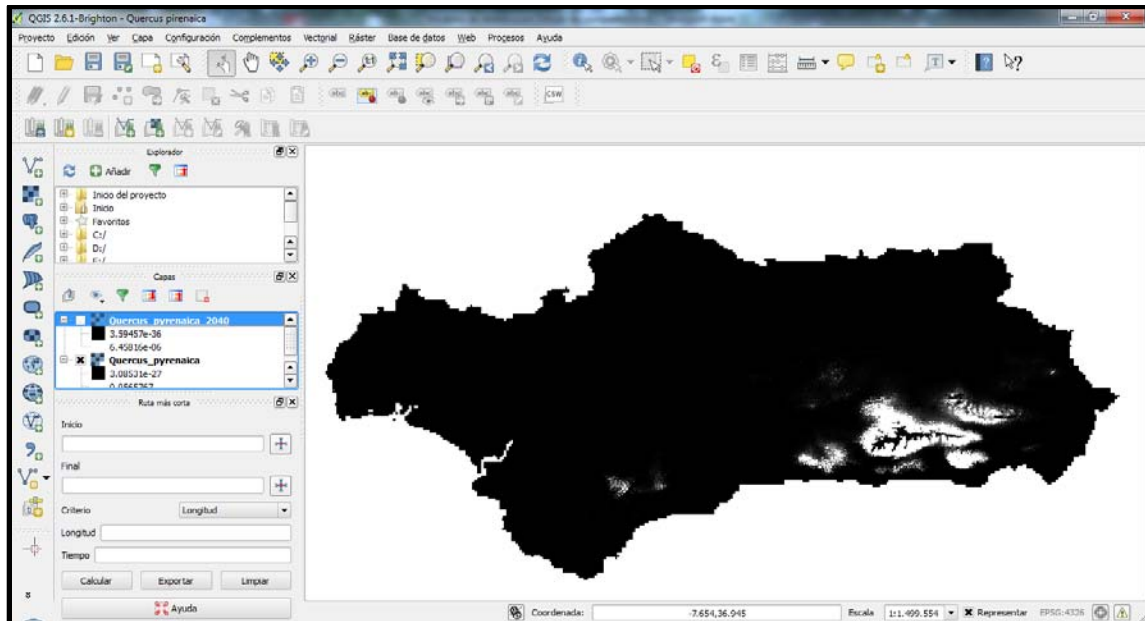 QGIS 2.6.1-Brighton - Quercus pirenaica
Proyecto Edición Ver Capa Configuración Complementos Vectorial Ráster Base de datos Web Procesos Ayuda
CSW
Explorador
Añadir
Inicio del proyecto
Inicio
Favoritos
C:/
D:/
Capas
Quercus_pyrenaica_2040
3.59457e-36
6.45816e-06
Quercus_pyrenaica
3.08531e-27
Ruta más corta
Inicio
Final
Criterio Longitud
Longitud
Tiempo
Calcular Exportar Limpiar
Ayuda
Coordenada: -7.654,36.945 Escala 1:1.499.554 Representar EPSG:4326